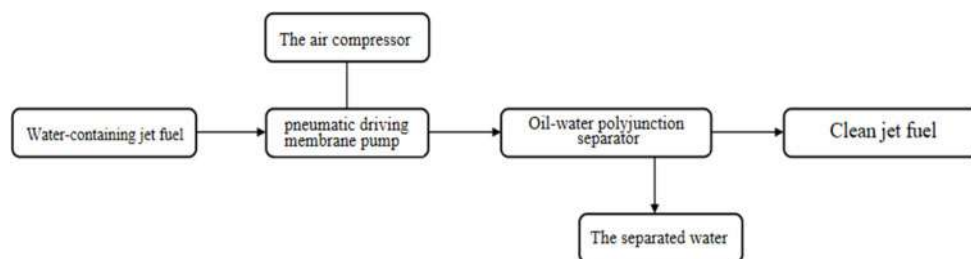 The air compressor
Water-containing jet fuel
pneumatic driving
membrane pump
Oil-water polyjunction
separator
Clean jet fuel
The separated water